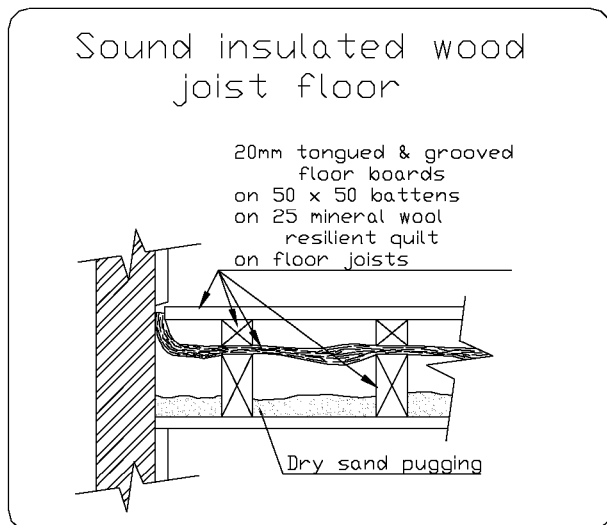 Sound insulated wood
joist floor
20mm tongued & grooved
floor boards
on 50 x 50 battens
on 25 mineral wool
resilient quilt
on floor joists
Dry sand pugging